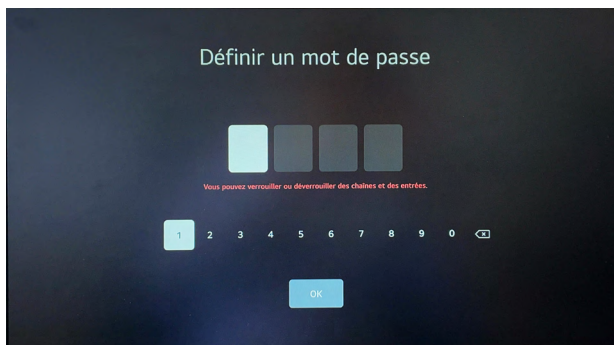 Définir un mot de passe
Vous pouvez verrouiller ou déverrouiller des chaînes et des entrées.
1 2 3 4 5 6 7 8 9 0
OK